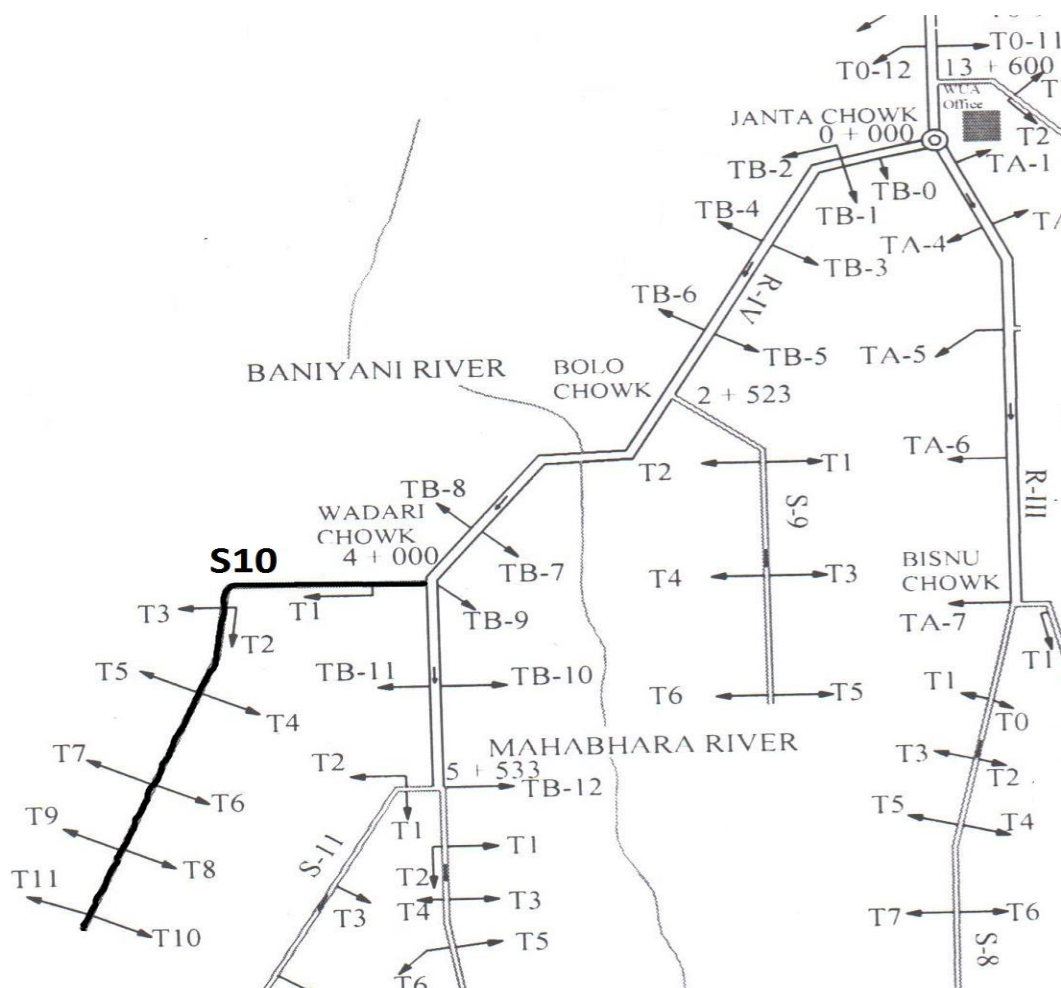 T0-11
T0-12
13 + 600
WUA
Office
JANTA CHOWK
0 + 000
T2
TB-2
TA-1
TB-0
TB-4
TB-1
TA-4
TB-3
TB-6
R-IV
TB-5
TA-5
BANIYANI RIVER
BOLO
CHOWK
2 + 523
TA-6
T2
T1
TB-8
R-III
S-9
WADARI
CHOWK
4 + 000
S10
TB-7
T4
T3
BISNU
CHOWK
T1
TB-9
TA-7
T3
T2
T1
TB-11
TB-10
T5
T6
T5
T1
T4
T0
MAHABHARA RIVER
T7
T2
5 + 533
T3
T2
TB-12
T6
T9
T1
T5
T4
T8
S-11
T1
T2
T11
T3
T4
T3
T7
T6
T10
T5
S-8
T6